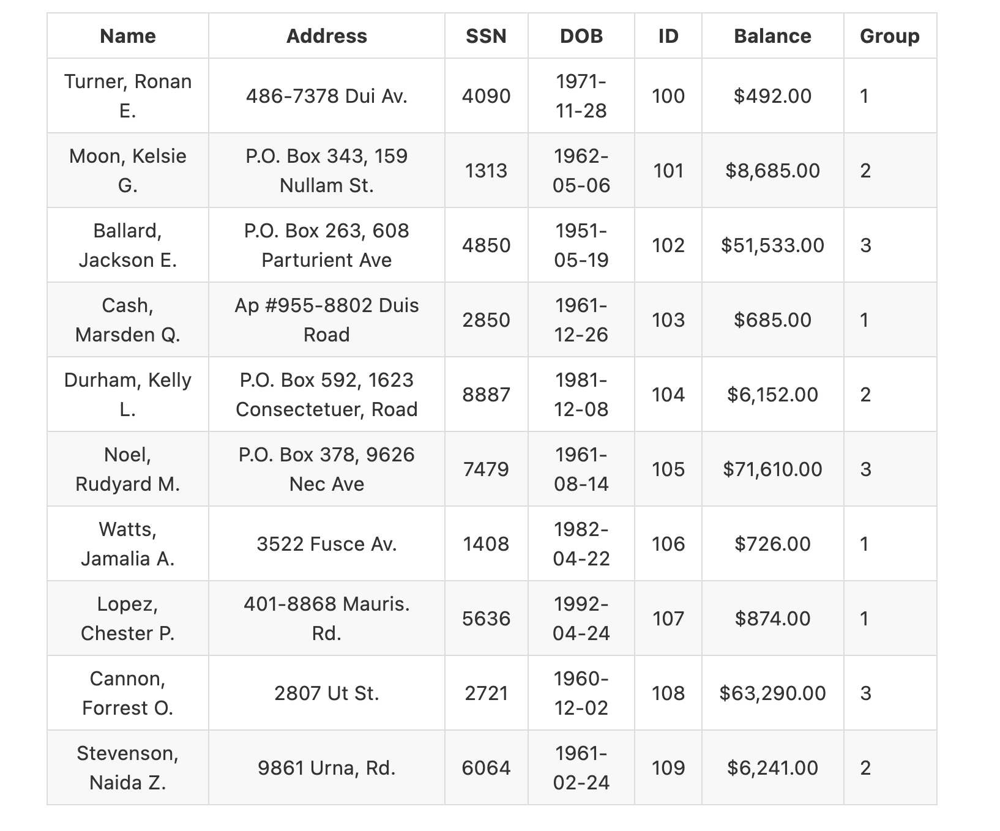 Name Address SSN DOB ID Balance Group
Turner, Ronan E. 486-7378 Dui Av. 4090 1971-11-28 100 $492.00 1
Moon, Kelsie G. P.O. Box 343, 159 Nullam St. 1313 1962-05-06 101 $8,685.00 2
Ballard, Jackson E. P.O. Box 263, 608 Parturient Ave 4850 1951-05-19 102 $51,533.00 3
Cash, Marsden Q. Ap #955-8802 Duis Road 2850 1961-12-26 103 $685.00 1
Durham, Kelly L. P.O. Box 592, 1623 Consectetuer, Road 8887 1981-12-08 104 $6,152.00 2
Noel, Rudyard M. P.O. Box 378, 9626 Nec Ave 7479 1961-08-14 105 $71,610.00 3
Watts, Jamalia A. 3522 Fusce Av. 1408 1982-04-22 106 $726.00 1
Lopez, Chester P. 401-8868 Mauris. Rd. 5636 1992-04-24 107 $874.00 1
Cannon, Forrest O. 2807 Ut St. 2721 1960-12-02 108 $63,290.00 3
Stevenson, Naida Z. 9861 Urna, Rd. 6064 1961-02-24 109 $6,241.00 2